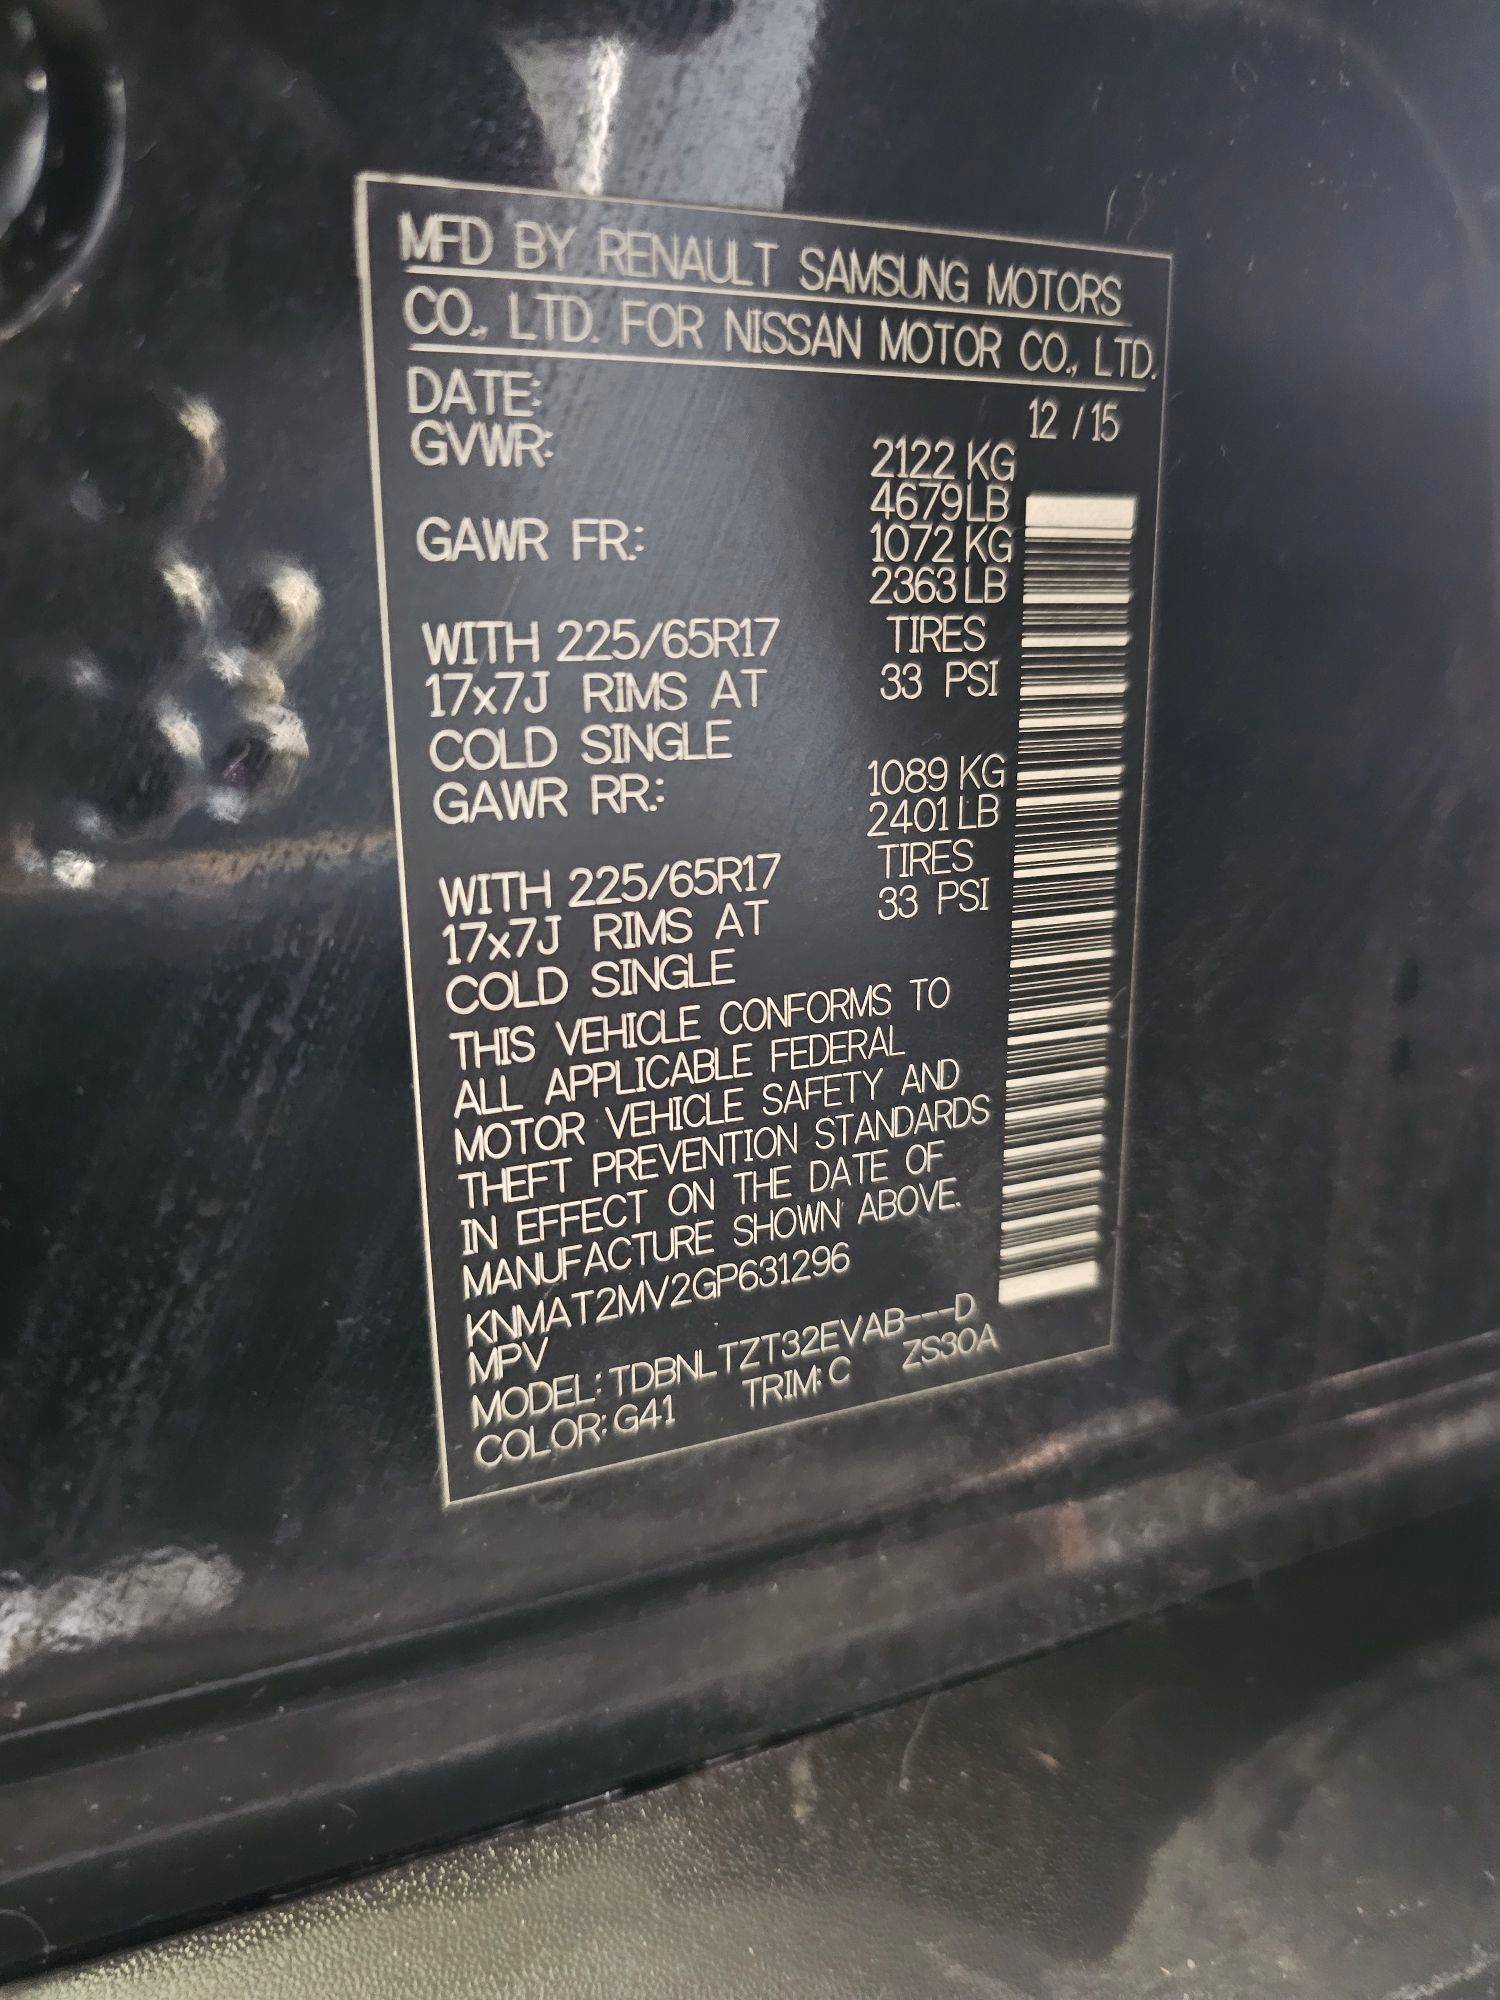 MFD BY RENAULT SAMSUNG MOTORS
CO., LTD. FOR NISSAN MOTOR CO., LTD.
DATE: 12 / 15
GVWR: 2122 KG
4679 LB
GAWR FR.: 1072 KG
2363 LB
WITH 225/65R17 TIRES
17x7J RIMS AT 33 PSI
COLD SINGLE
GAWR RR.: 1089 KG
2401 LB
WITH 225/65R17 TIRES
17x7J RIMS AT 33 PSI
COLD SINGLE
THIS VEHICLE CONFORMS TO
ALL APPLICABLE FEDERAL
MOTOR VEHICLE SAFETY AND
THEFT PREVENTION STANDARDS
IN EFFECT ON THE DATE OF
MANUFACTURE SHOWN ABOVE.
KNMAT2MV2GP631296
MPV
MODEL: TDBNLTZT32EVAB---D
COLOR: G41 TRIM: C ZS30A